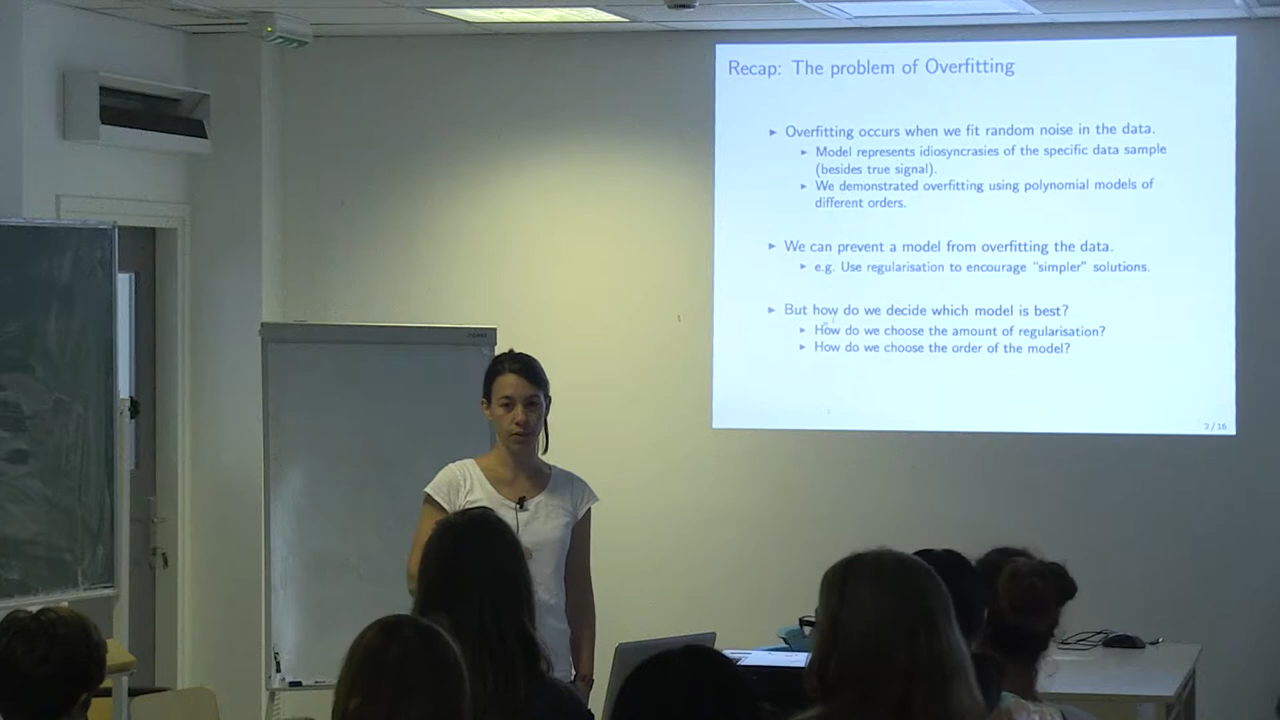 Recap: The problem of Overfitting
▸ Overfitting occurs when we fit random noise in the data.
▸ Model represents idiosyncrasies of the specific data sample
(besides true signal).
▸ We demonstrated overfitting using polynomial models of
different orders.
▸ We can prevent a model from overfitting the data.
▸ e.g. Use regularisation to encourage “simpler” solutions.
▸ But how do we decide which model is best?
▸ How do we choose the amount of regularisation?
▸ How do we choose the order of the model?
2 / 16